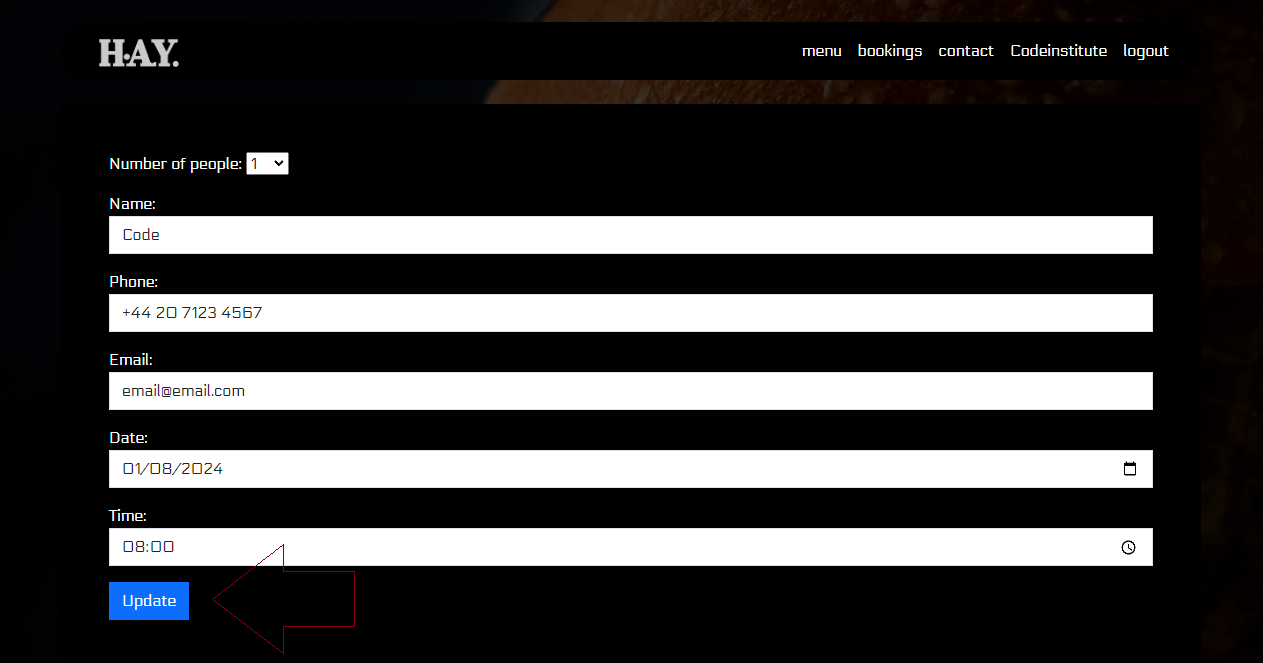 H.AY.
menu bookings contact Codeinstitute logout
Number of people: 1
Name:
Code
Phone:
+44 20 7123 4567
Email:
email@email.com
Date:
01/08/2024
Time:
08:00
Update